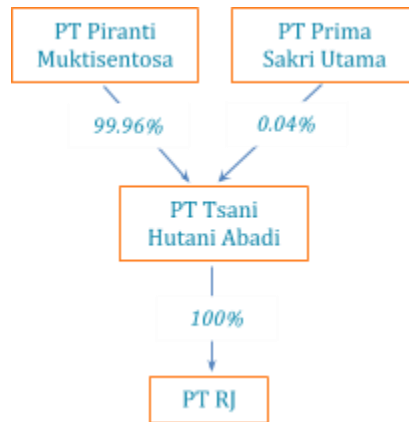 PT Piranti
Muktisentosa
PT Prima
Sakri Utama
99.96%
0.04%
PT Tsani
Hutani Abadi
100%
PT RJ